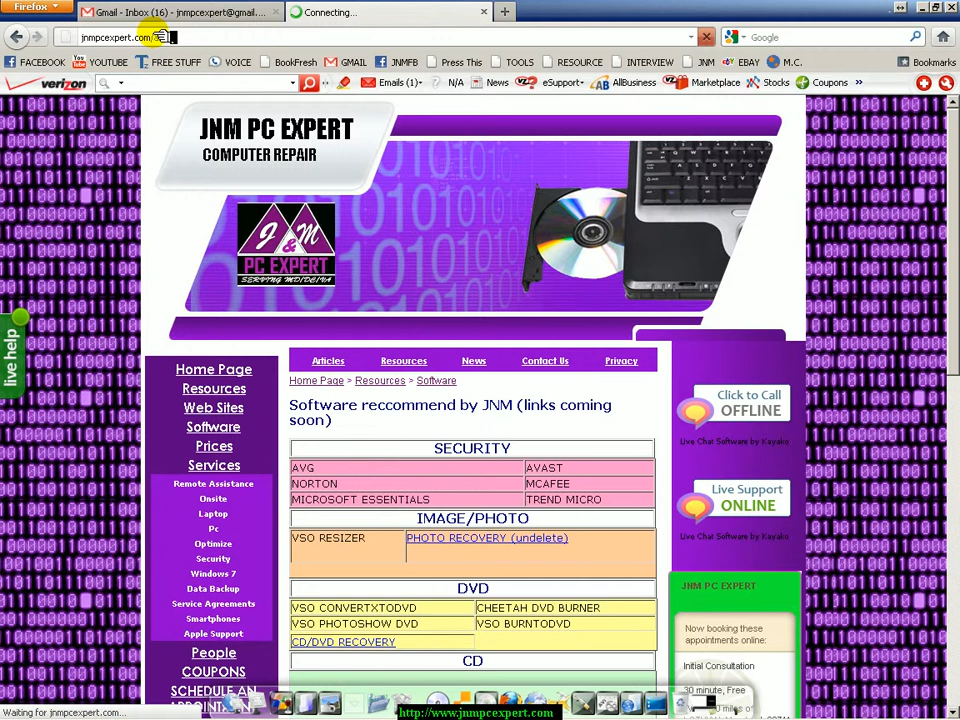 Firefox
Gmail - Inbox (16) - jnmpcexpert@gmail....
Connecting...
jnmpcexpert.com/
Google
FACEBOOK YOUTUBE FREE STUFF VOICE BookFresh GMAIL JNMFB Press This TOOLS RESOURCE INTERVIEW JNM EBAY M.C. Bookmarks
verizon Emails (1) N/A News eSupport AllBusiness Marketplace Stocks Coupons »
JNM PC EXPERT
COMPUTER REPAIR
J&M
PC EXPERT
SERVING MD/DC/VA
live help
Articles Resources News Contact Us Privacy
Home Page > Resources > Software
Software reccommend by JNM (links coming
soon)
SECURITY
AVG AVAST
NORTON MCAFEE
MICROSOFT ESSENTIALS TREND MICRO
IMAGE/PHOTO
VSO RESIZER PHOTO RECOVERY (undelete)
DVD
VSO CONVERTXTODVD CHEETAH DVD BURNER
VSO PHOTOSHOW DVD VSO BURNTODVD
CD/DVD RECOVERY
CD
Home Page
Resources
Web Sites
Software
Prices
Services
Remote Assistance
Onsite
Laptop
Pc
Optimize
Security
Windows 7
Data Backup
Service Agreements
Smartphones
Apple Support
People
COUPONS
SCHEDULE AN
Click to Call
OFFLINE
Live Chat Software by Kayako
Live Support
ONLINE
Live Chat Software by Kayako
JNM PC EXPERT
Now booking these
appointments online:
Initial Consultation
30 minute, Free
Waiting for jnmpcexpert.com...
http://www.jnmpcexpert.com